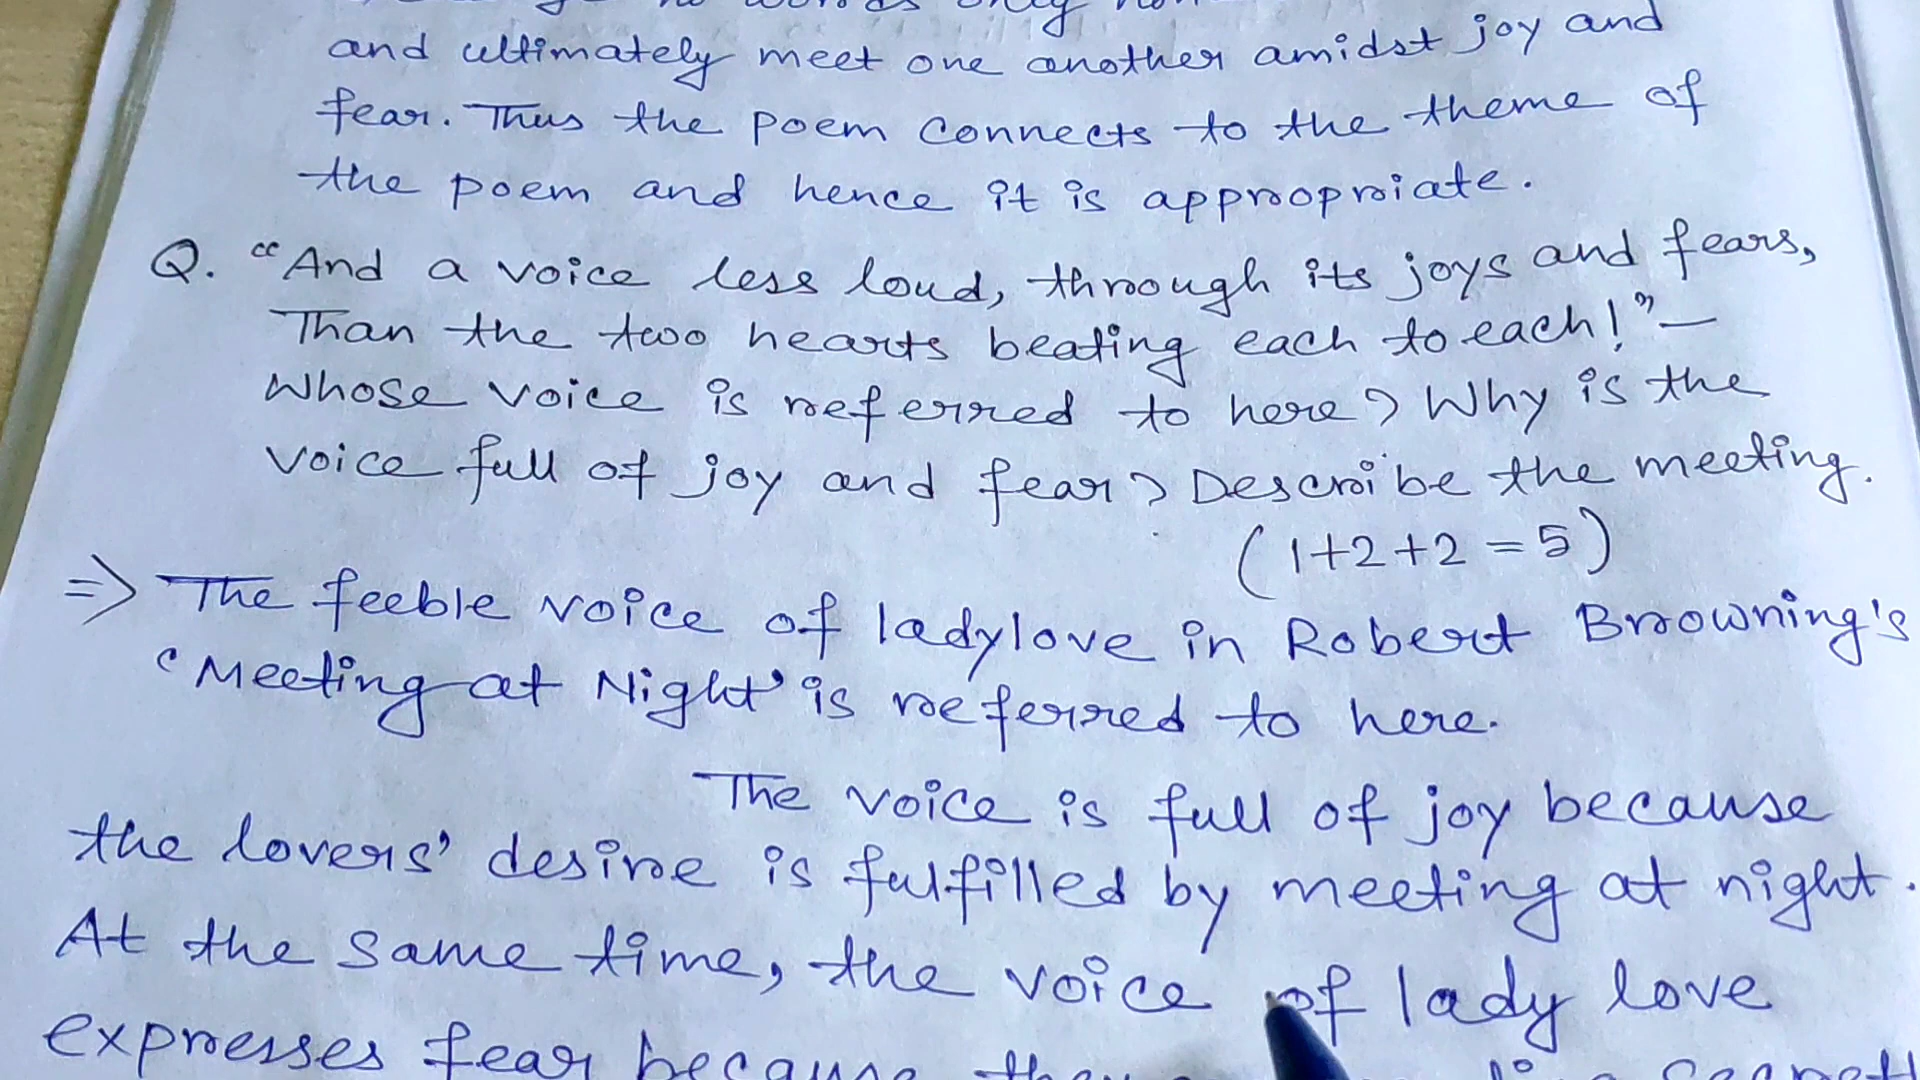 and ultimately meet one another amidst joy and
fear. Thus the poem connects to the theme of
the poem and hence it is appropriate.
Q. "And a voice less loud, through its joys and fears,
Than the two hearts beating each to each!" —
Whose voice is referred to here? Why is the
voice full of joy and fear? Describe the meeting.
(1+2+2=5)
=> The feeble voice of ladylove in Robert Browning's
'Meeting at Night' is referred to here.
The voice is full of joy because
the lovers' desire is fulfilled by meeting at night.
At the same time, the voice of lady love
expresses fear because